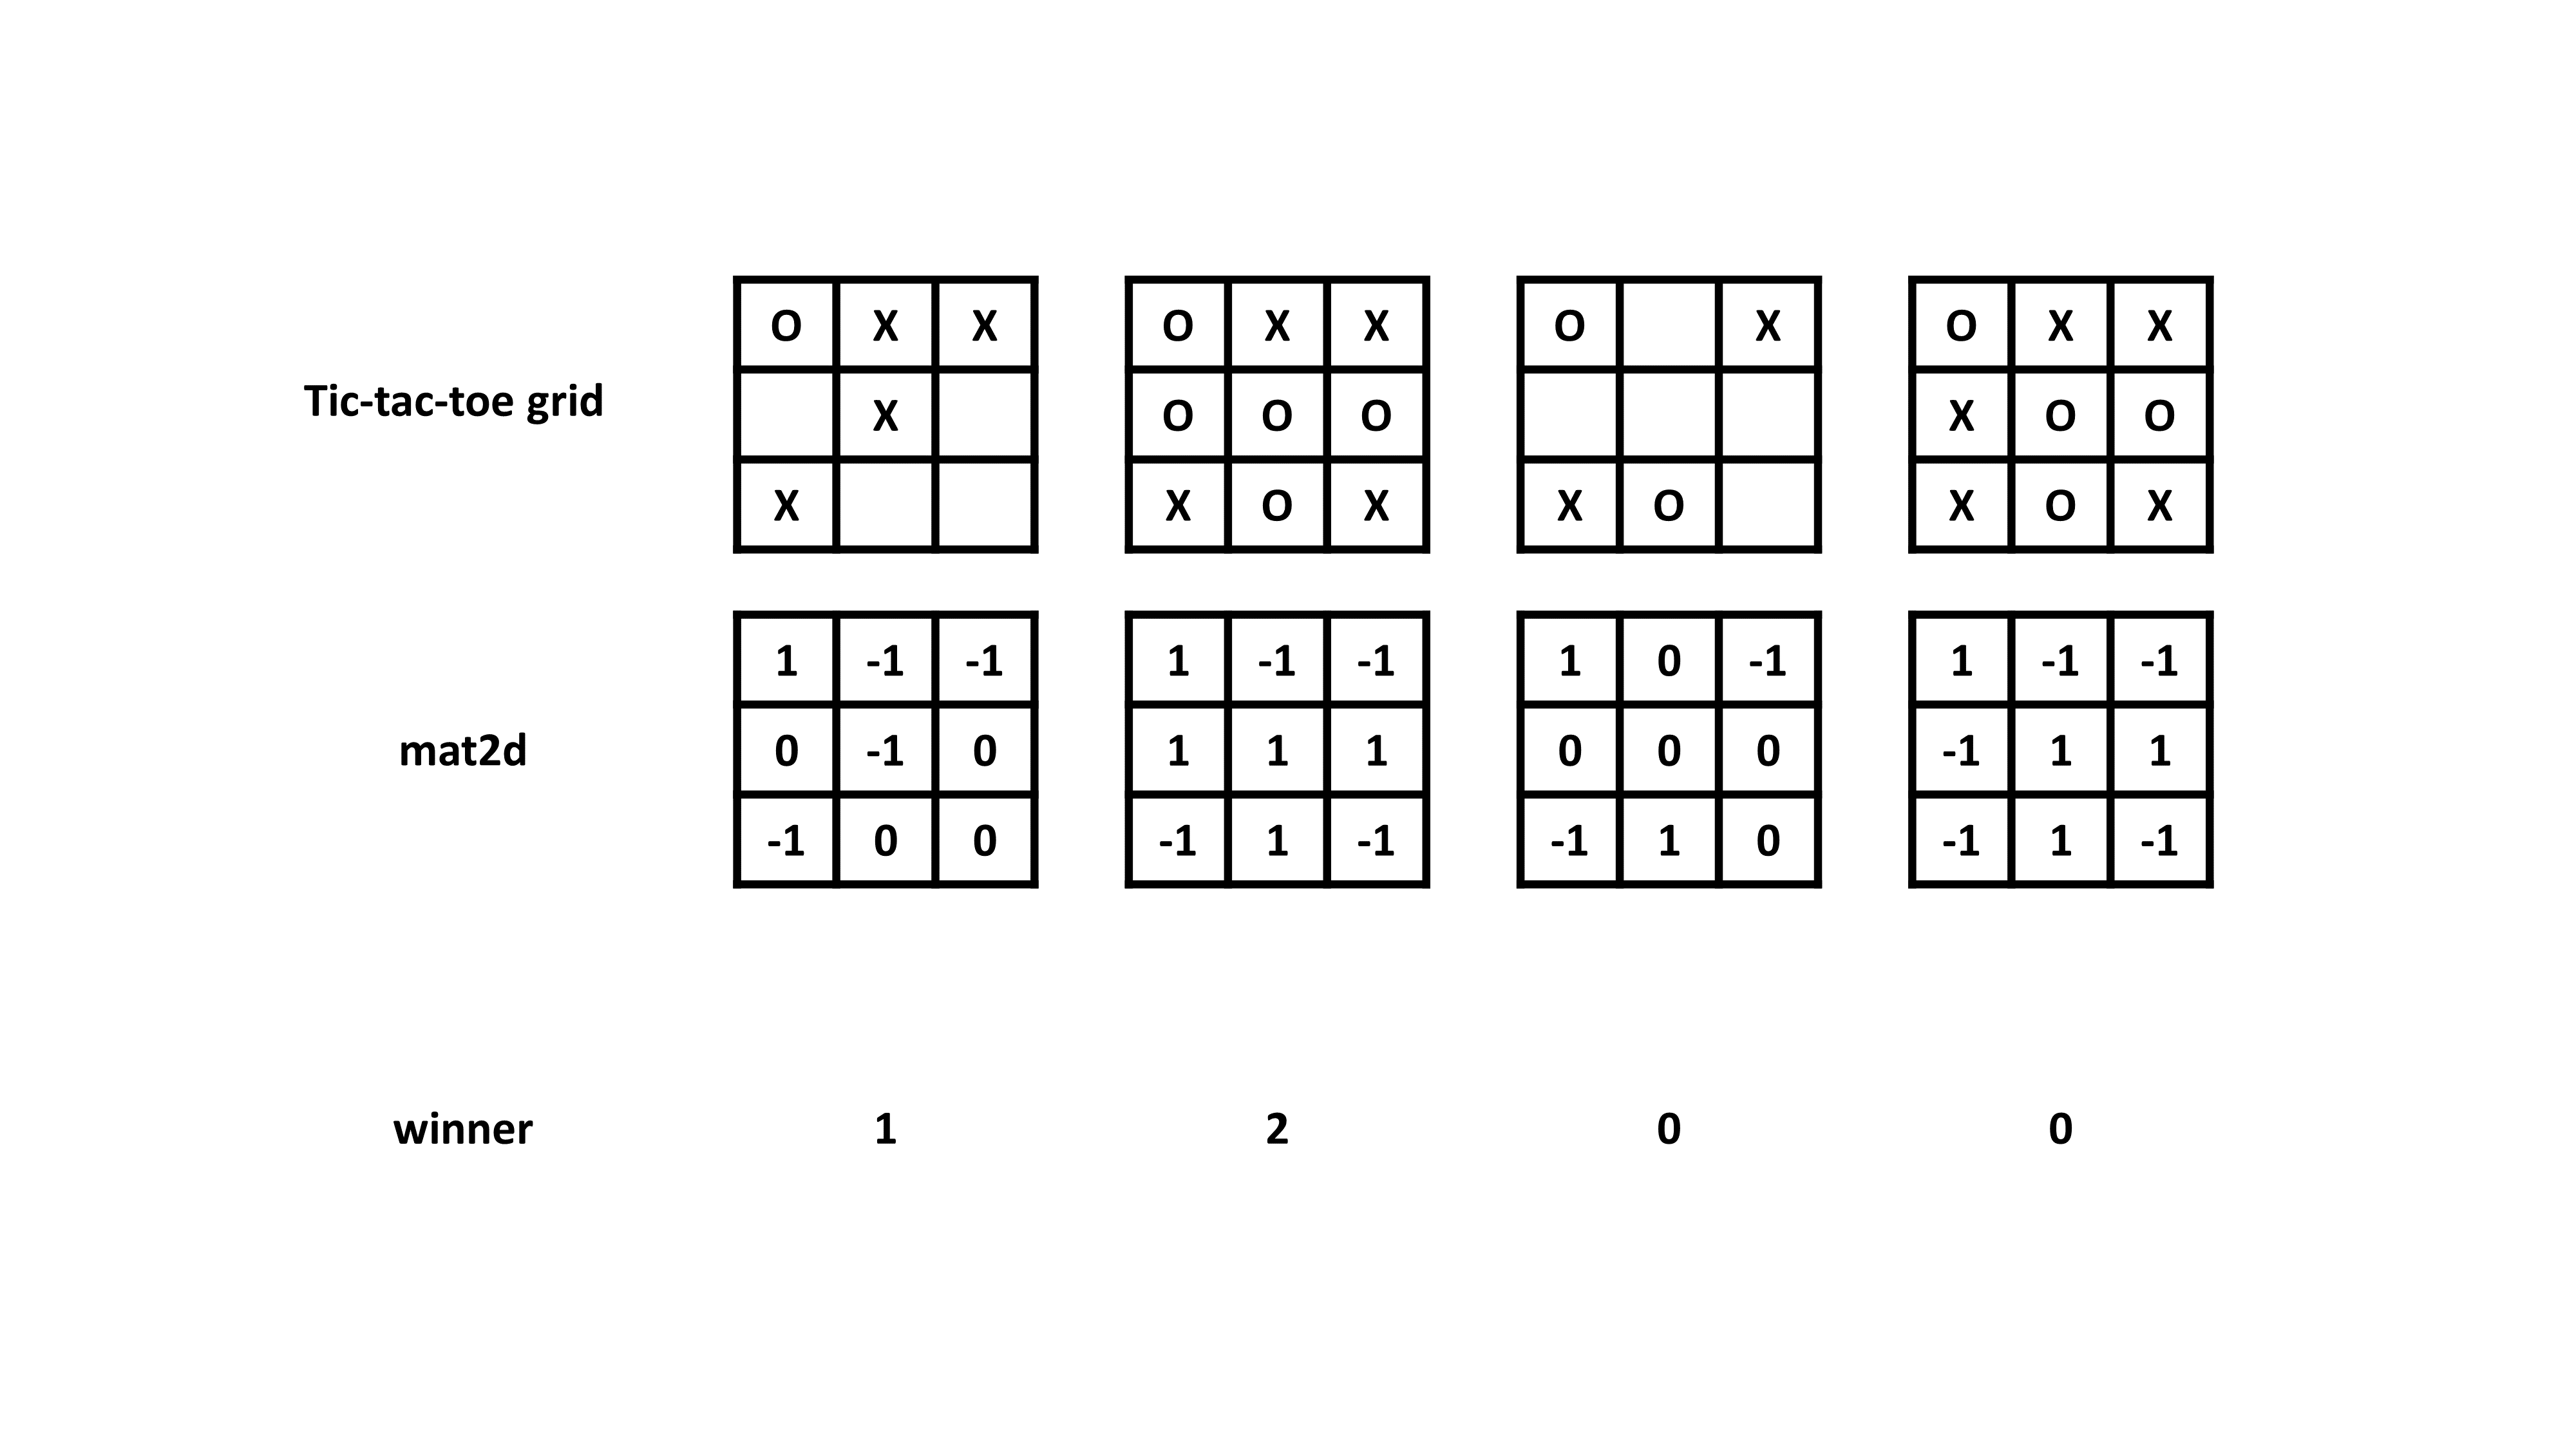 O X X O X X O X O X X
Tic-tac-toe grid
X O O O X O O
X X O X X O X O X
1 -1 -1 1 -1 -1 1 0 -1 1 -1 -1
mat2d 0 -1 0 1 1 1 0 0 0 -1 1 1
-1 0 0 -1 1 -1 -1 1 0 -1 1 -1
winner 1 2 0 0